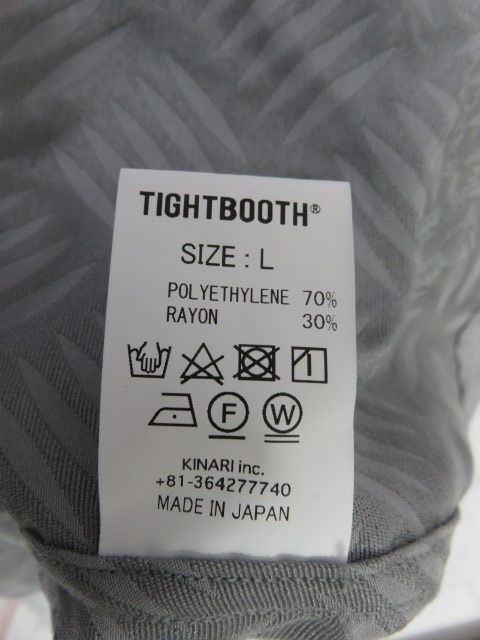 TIGHTBOOTH®
SIZE : L
POLYETHYLENE 70%
RAYON 30%
F W
KINARI inc.
+81-364277740
MADE IN JAPAN